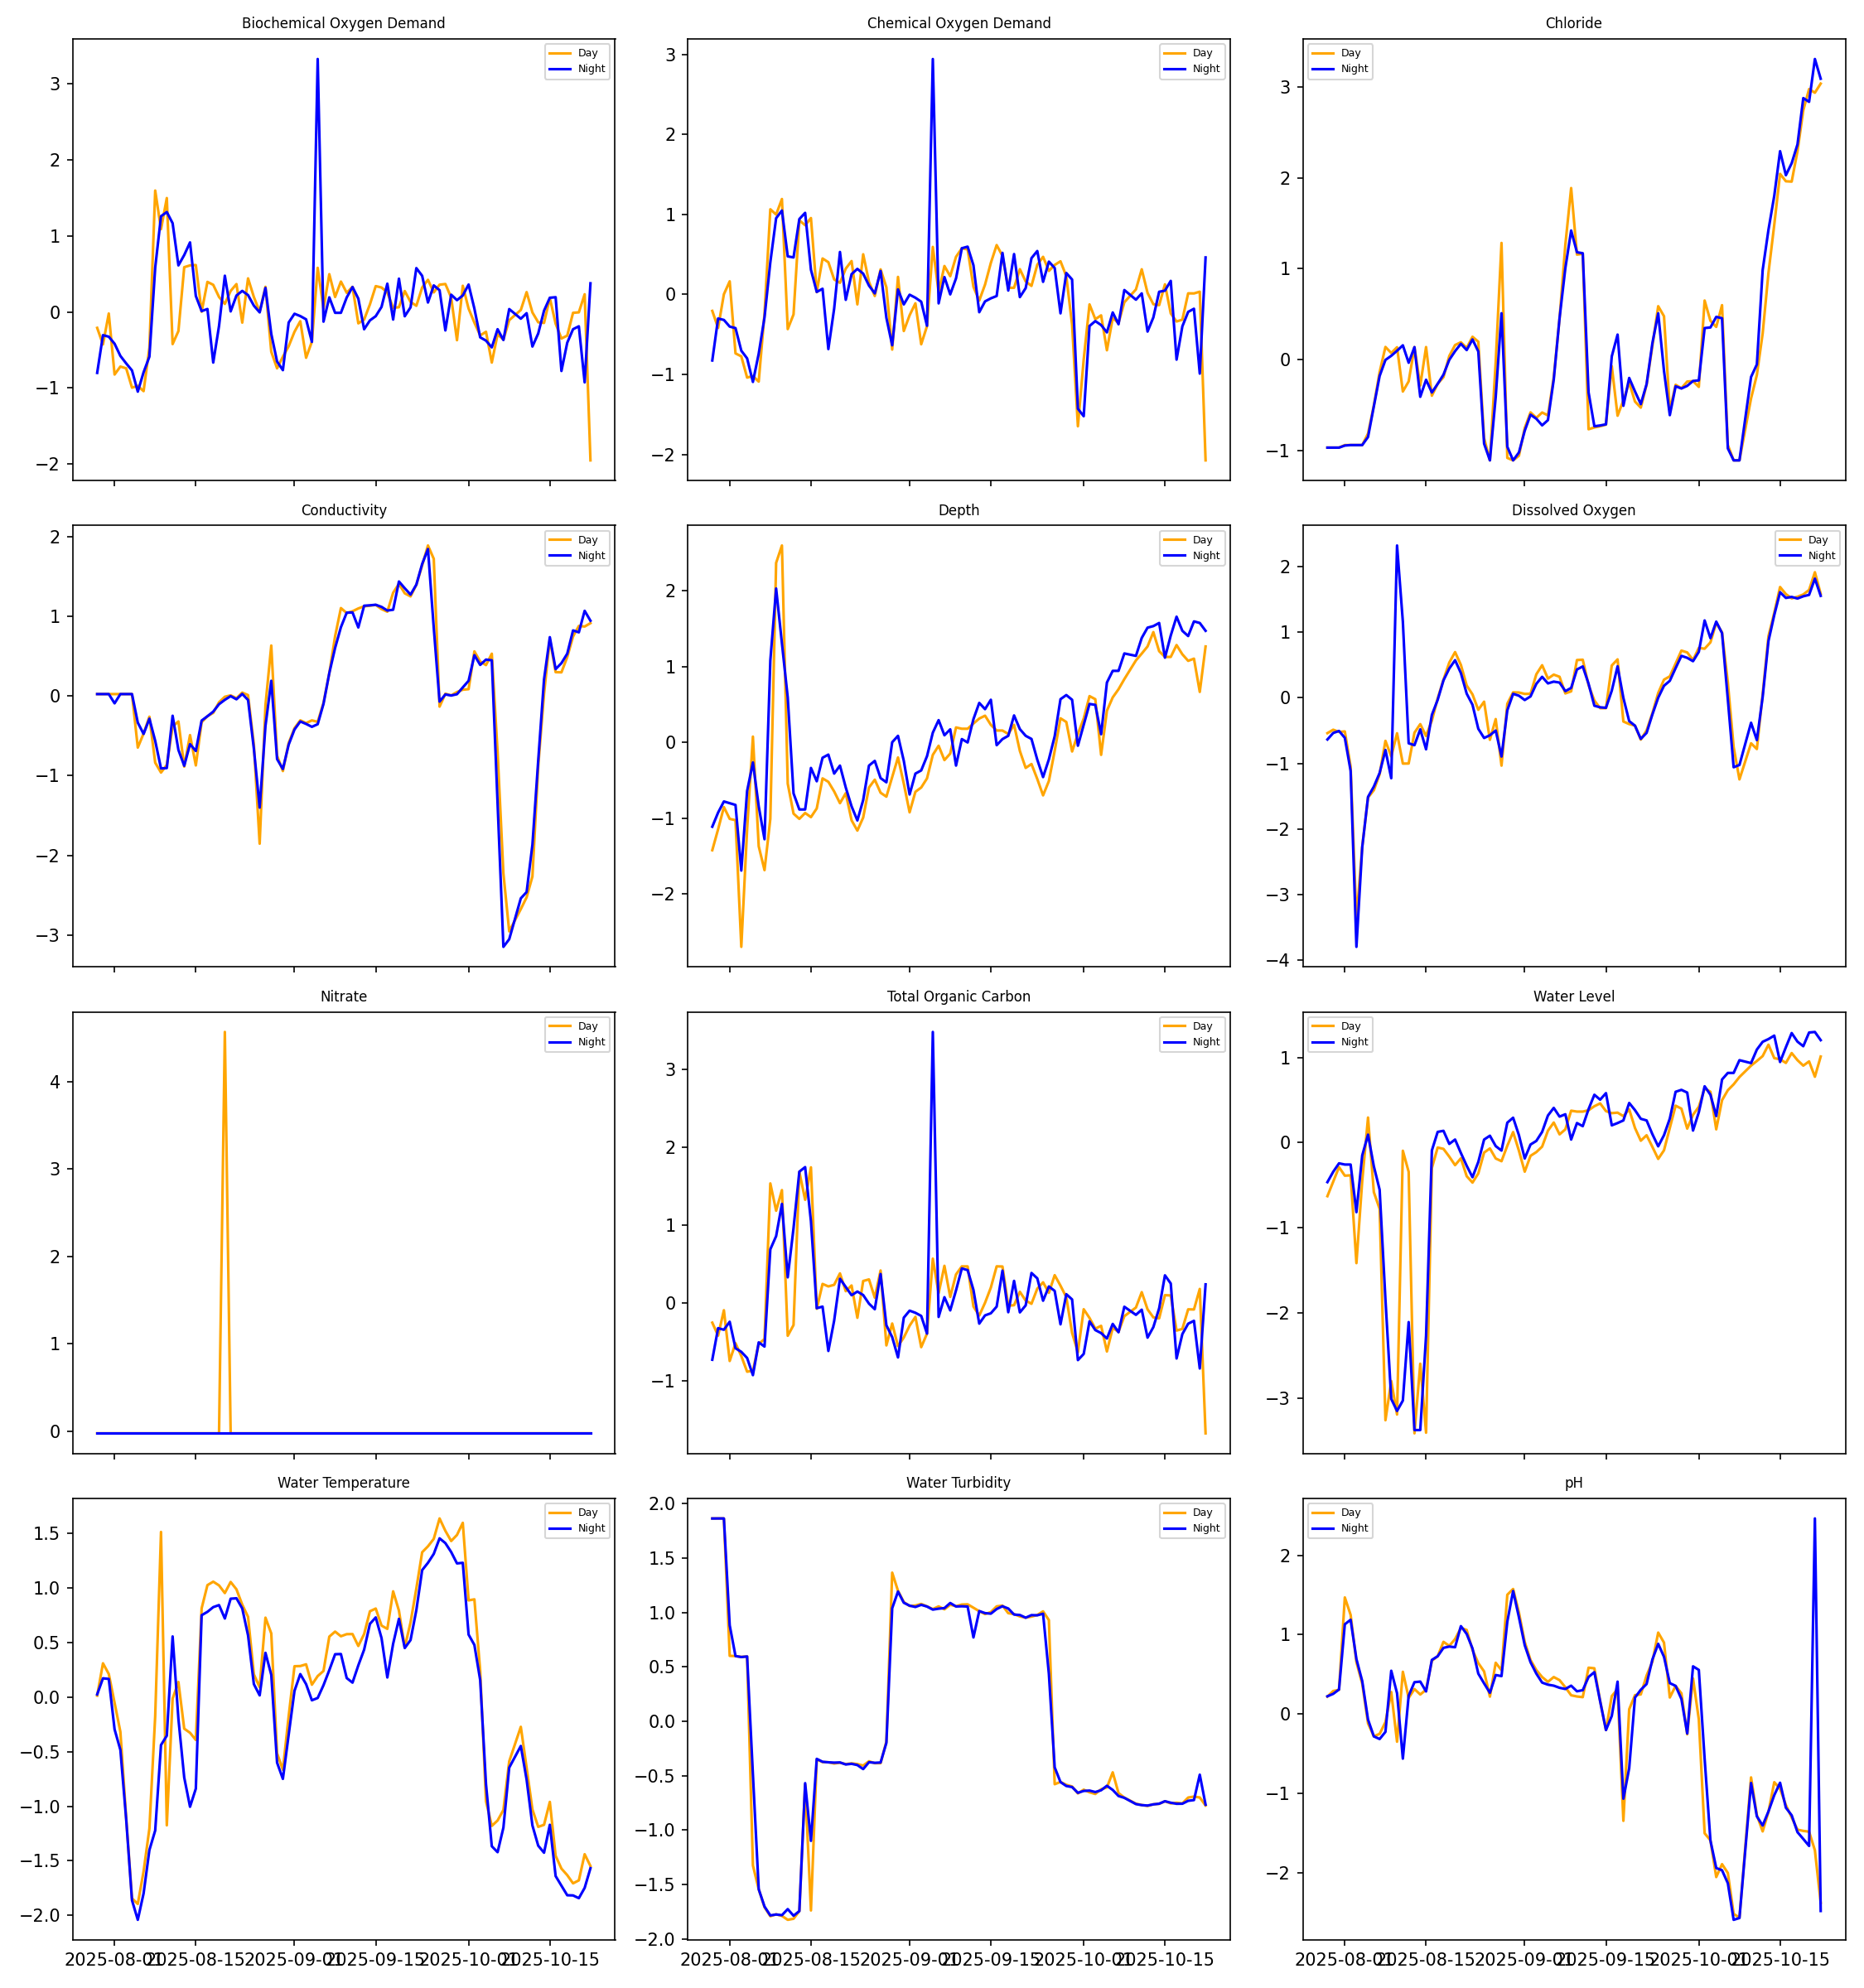 Biochemical Oxygen Demand
Day
Night
3
2
1
0
−1
−2
Chemical Oxygen Demand
Day
Night
3
2
1
0
−1
−2
Chloride
Day
Night
3
2
1
0
−1
Conductivity
Day
Night
2
1
0
−1
−2
−3
Depth
Day
Night
2
1
0
−1
−2
Dissolved Oxygen
Day
Night
2
1
0
−1
−2
−3
−4
Nitrate
Day
Night
4
3
2
1
0
Total Organic Carbon
Day
Night
3
2
1
0
−1
Water Level
Day
Night
1
0
−1
−2
−3
Water Temperature
Day
Night
1.5
1.0
0.5
0.0
−0.5
−1.0
−1.5
−2.0
2025-08-01 2025-08-15 2025-09-01 2025-09-15 2025-10-01 2025-10-15
Water Turbidity
Day
Night
2.0
1.5
1.0
0.5
0.0
−0.5
−1.0
−1.5
−2.0
2025-08-01 2025-08-15 2025-09-01 2025-09-15 2025-10-01 2025-10-15
pH
Day
Night
2
1
0
−1
−2
2025-08-01 2025-08-15 2025-09-01 2025-09-15 2025-10-01 2025-10-15